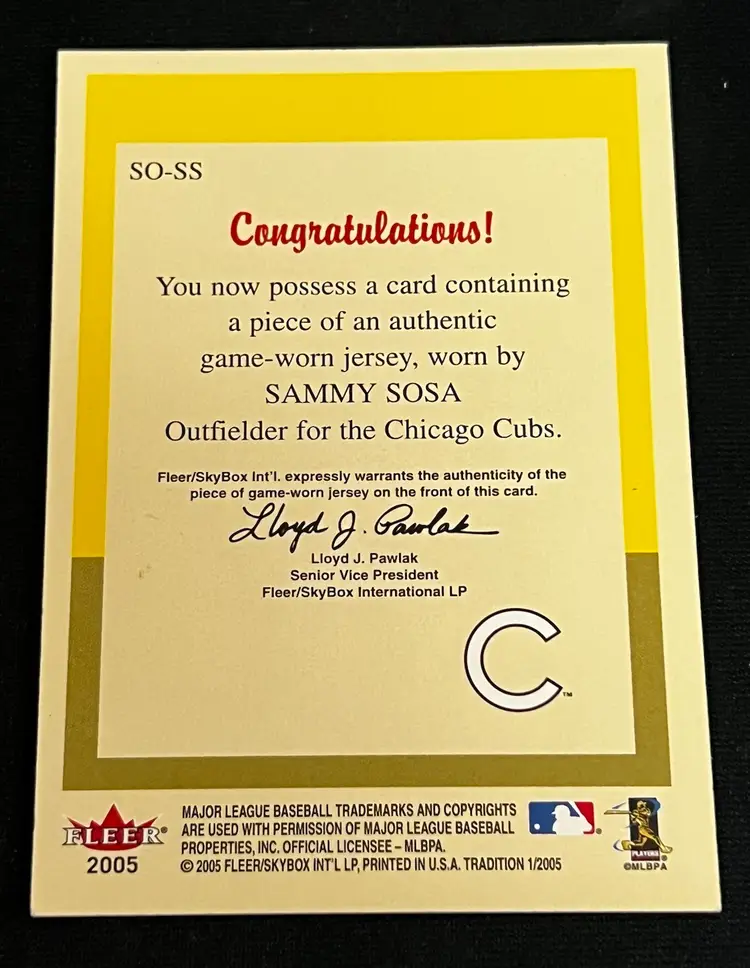 SO-SS
Congratulations!
You now possess a card containing
a piece of an authentic
game-worn jersey, worn by
SAMMY SOSA
Outfielder for the Chicago Cubs.
Fleer/SkyBox Int'l. expressly warrants the authenticity of the
piece of game-worn jersey on the front of this card.
Lloyd J. Pawlak
Lloyd J. Pawlak
Senior Vice President
Fleer/SkyBox International LP
C™
FLEER®
2005
MAJOR LEAGUE BASEBALL TRADEMARKS AND COPYRIGHTS
ARE USED WITH PERMISSION OF MAJOR LEAGUE BASEBALL
PROPERTIES, INC. OFFICIAL LICENSEE – MLBPA.
© 2005 FLEER/SKYBOX INT'L LP, PRINTED IN U.S.A. TRADITION 1/2005
®
PLAYERS
®
©MLBPA